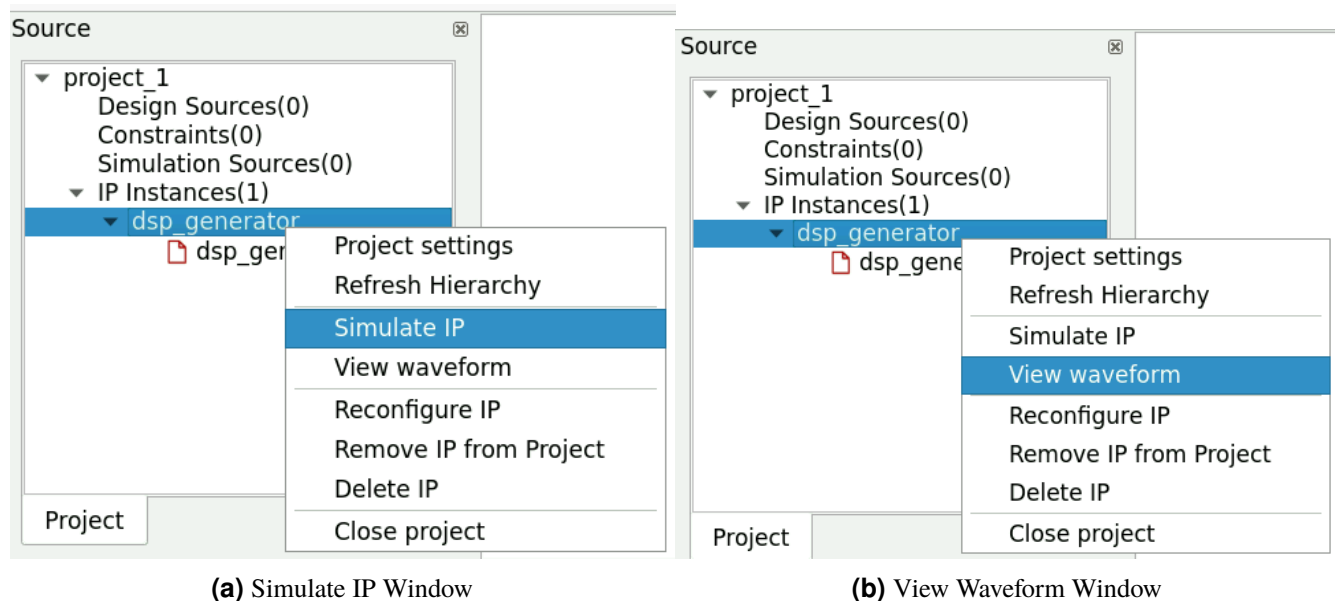 Source
project_1
Design Sources(0)
Constraints(0)
Simulation Sources(0)
IP Instances(1)
dsp_generator
dsp_gen
Project settings
Refresh Hierarchy
Simulate IP
View waveform
Reconfigure IP
Remove IP from Project
Delete IP
Close project
Project
(a) Simulate IP Window
Source
project_1
Design Sources(0)
Constraints(0)
Simulation Sources(0)
IP Instances(1)
dsp_generator
dsp_gene
Project settings
Refresh Hierarchy
Simulate IP
View waveform
Reconfigure IP
Remove IP from Project
Delete IP
Close project
Project
(b) View Waveform Window